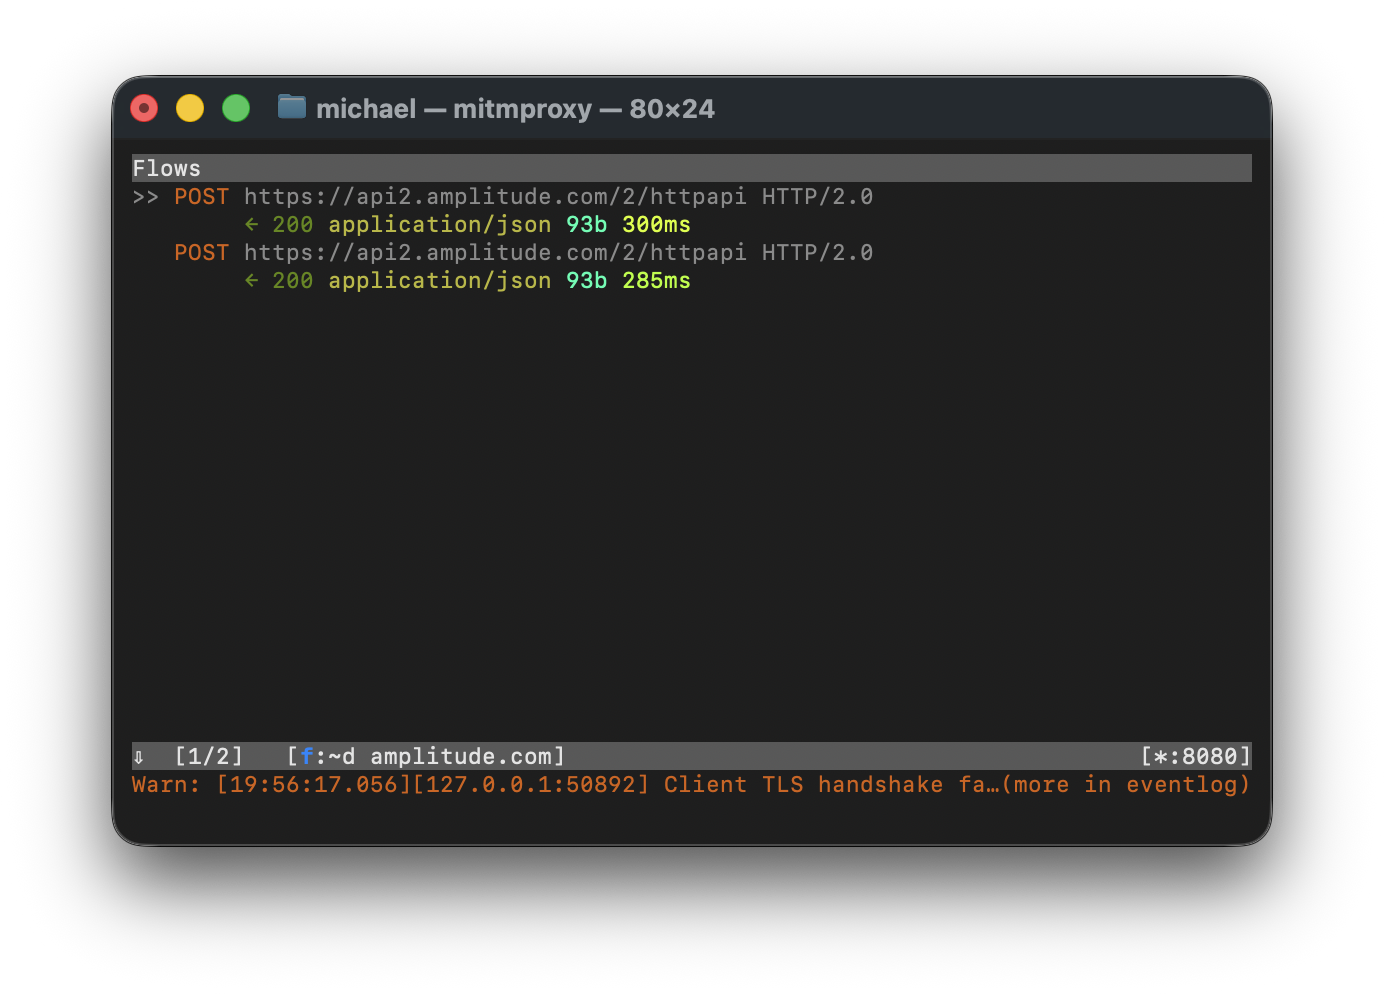 michael — mitmproxy — 80×24
Flows
>> POST https://api2.amplitude.com/2/httpapi HTTP/2.0
← 200 application/json 93b 300ms
POST https://api2.amplitude.com/2/httpapi HTTP/2.0
← 200 application/json 93b 285ms
⇩ [1/2] [f:~d amplitude.com] [*:8080]
Warn: [19:56:17.056][127.0.0.1:50892] Client TLS handshake fa…(more in eventlog)